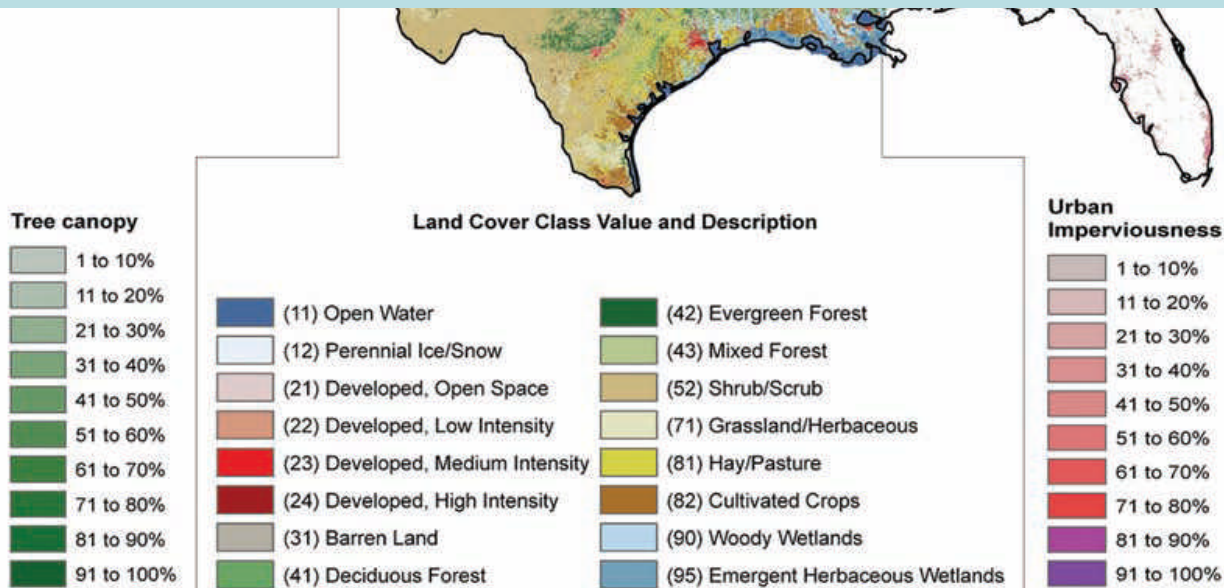 Tree canopy
1 to 10%
11 to 20%
21 to 30%
31 to 40%
41 to 50%
51 to 60%
61 to 70%
71 to 80%
81 to 90%
91 to 100%
Land Cover Class Value and Description
(11) Open Water
(12) Perennial Ice/Snow
(21) Developed, Open Space
(22) Developed, Low Intensity
(23) Developed, Medium Intensity
(24) Developed, High Intensity
(31) Barren Land
(41) Deciduous Forest
(42) Evergreen Forest
(43) Mixed Forest
(52) Shrub/Scrub
(71) Grassland/Herbaceous
(81) Hay/Pasture
(82) Cultivated Crops
(90) Woody Wetlands
(95) Emergent Herbaceous Wetlands
Urban
Imperviousness
1 to 10%
11 to 20%
21 to 30%
31 to 40%
41 to 50%
51 to 60%
61 to 70%
71 to 80%
81 to 90%
91 to 100%